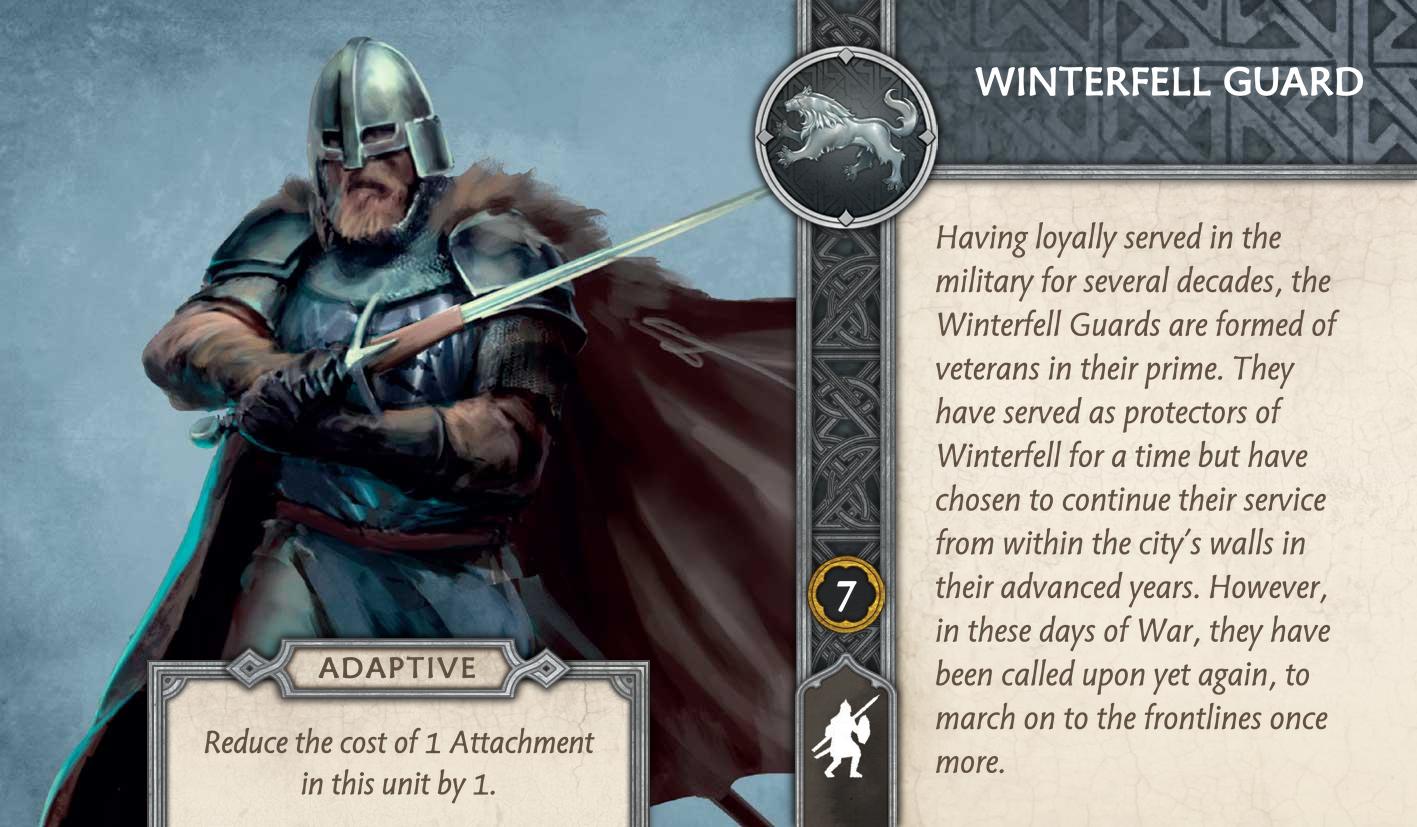 WINTERFELL GUARD
Having loyally served in the
military for several decades, the
Winterfell Guards are formed of
veterans in their prime. They
have served as protectors of
Winterfell for a time but have
chosen to continue their service
from within the city's walls in
their advanced years. However,
in these days of War, they have
been called upon yet again, to
march on to the frontlines once
more.
7
ADAPTIVE
Reduce the cost of 1 Attachment
in this unit by 1.